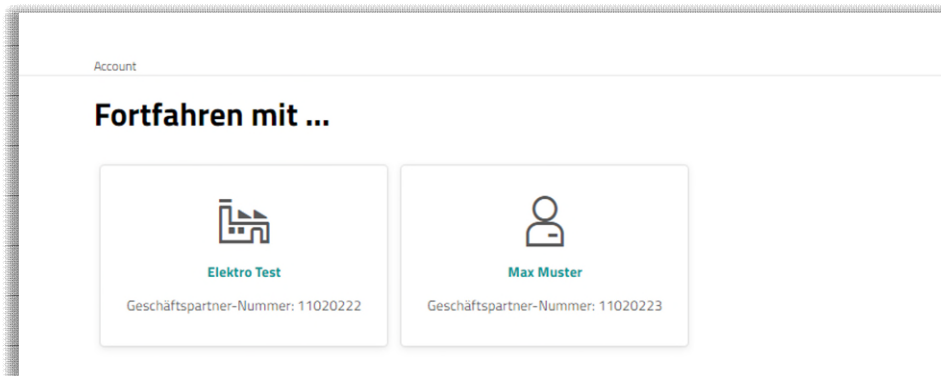 Account
Fortfahren mit ...
Elektro Test
Geschäftspartner-Nummer: 11020222
Max Muster
Geschäftspartner-Nummer: 11020223